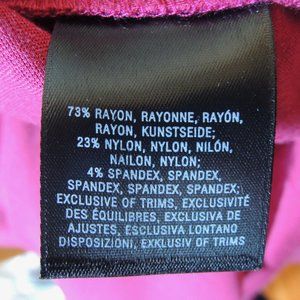 73% RAYON, RAYONNE, RAYÓN,
RAYON, KUNSTSEIDE;
23% NYLON, NYLON, NILÓN,
NAILON, NYLON;
4% SPANDEX, SPANDEX,
SPANDEX, SPANDEX, SPANDEX;
EXCLUSIVE OF TRIMS, EXCLUSIVITÉ
DES ÉQUILIBRES, EXCLUSIVA DE
AJUSTES, ESCLUSIVA LONTANO
DISPOSIZIONI, EXKLUSIV OF TRIMS